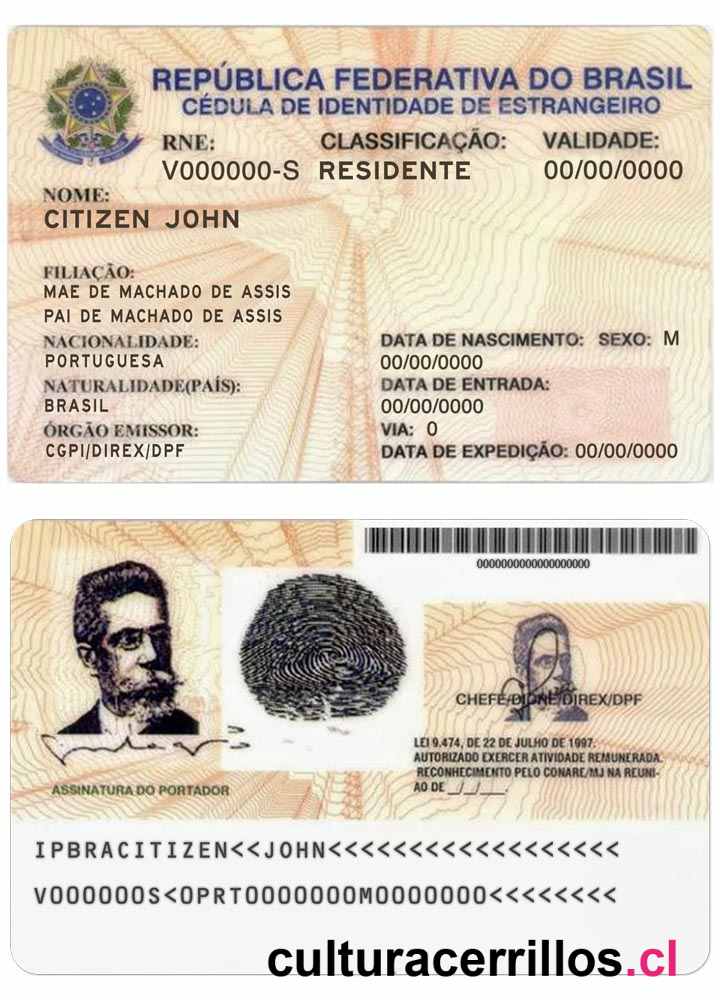 REPÚBLICA FEDERATIVA DO BRASIL
CÉDULA DE IDENTIDADE DE ESTRANGEIRO
RNE: CLASSIFICAÇÃO: VALIDADE:
V000000-S RESIDENTE 00/00/0000
NOME:
CITIZEN JOHN
FILIAÇÃO:
MAE DE MACHADO DE ASSIS
PAI DE MACHADO DE ASSIS
NACIONALIDADE: DATA DE NASCIMENTO: SEXO: M
PORTUGUESA 00/00/0000
NATURALIDADE(PAÍS): DATA DE ENTRADA:
BRASIL 00/00/0000
ÓRGÃO EMISSOR: VIA: 0
CGPI/DIREX/DPF DATA DE EXPEDIÇÃO: 00/00/0000
0000000000000000000
CHEFE/DICRE/DIREX/DPF
LEI 9.474, DE 22 DE JULHO DE 1997.
AUTORIZADO EXERCER ATIVIDADE REMUNERADA.
RECONHECIMENTO PELO CONARE/MJ NA REUNI-
AO DE __/__/__.
ASSINATURA DO PORTADOR
IPBRACITIZEN<<JOHN<<<<<<<<<<<<<<<<<<
V000000S<0PRT0000000M0000000<<<<<<<<
culturacerrillos.cl